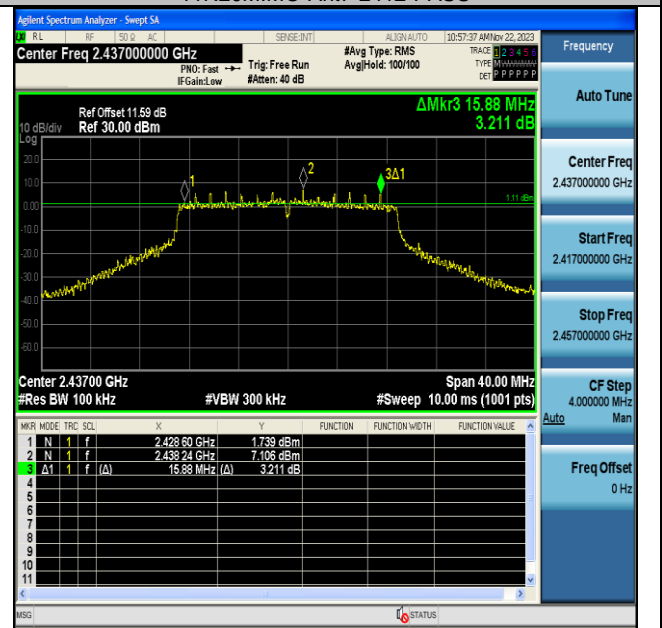 Agilent Spectrum Analyzer - Swept SA
LXI RL RF 50 Ω AC SENSE:INT ALIGN AUTO 10:57:37 AM Nov 22, 2023
Center Freq 2.437000000 GHz
#Avg Type: RMS
TRACE 1 2 3 4 5 6
PNO: Fast
Trig: Free Run
Avg|Hold: 100/100
TYPE
IFGain:Low
#Atten: 40 dB
DET P P P P P P
Frequency
Auto Tune
Center Freq
2.437000000 GHz
Start Freq
2.417000000 GHz
Stop Freq
2.457000000 GHz
CF Step
4.000000 MHz
Auto Man
Freq Offset
0 Hz
ΔMkr3 15.88 MHz
3.211 dB
Ref Offset 11.59 dB
10 dB/div Ref 30.00 dBm
Log
20.0
10.0
0.00
-10.0
-20.0
-30.0
-40.0
-50.0
-60.0
1
2
3Δ1
1.11 dBm
Center 2.43700 GHz Span 40.00 MHz
#Res BW 100 kHz #VBW 300 kHz #Sweep 10.00 ms (1001 pts)
MKR MODE TRC SCL X Y FUNCTION FUNCTION WIDTH FUNCTION VALUE
1 N 1 f 2.428 60 GHz 1.739 dBm
2 N 1 f 2.438 24 GHz 7.106 dBm
3 Δ1 1 f (Δ) 15.88 MHz (Δ) 3.211 dB
4
5
6
7
8
9
10
11
MSG STATUS